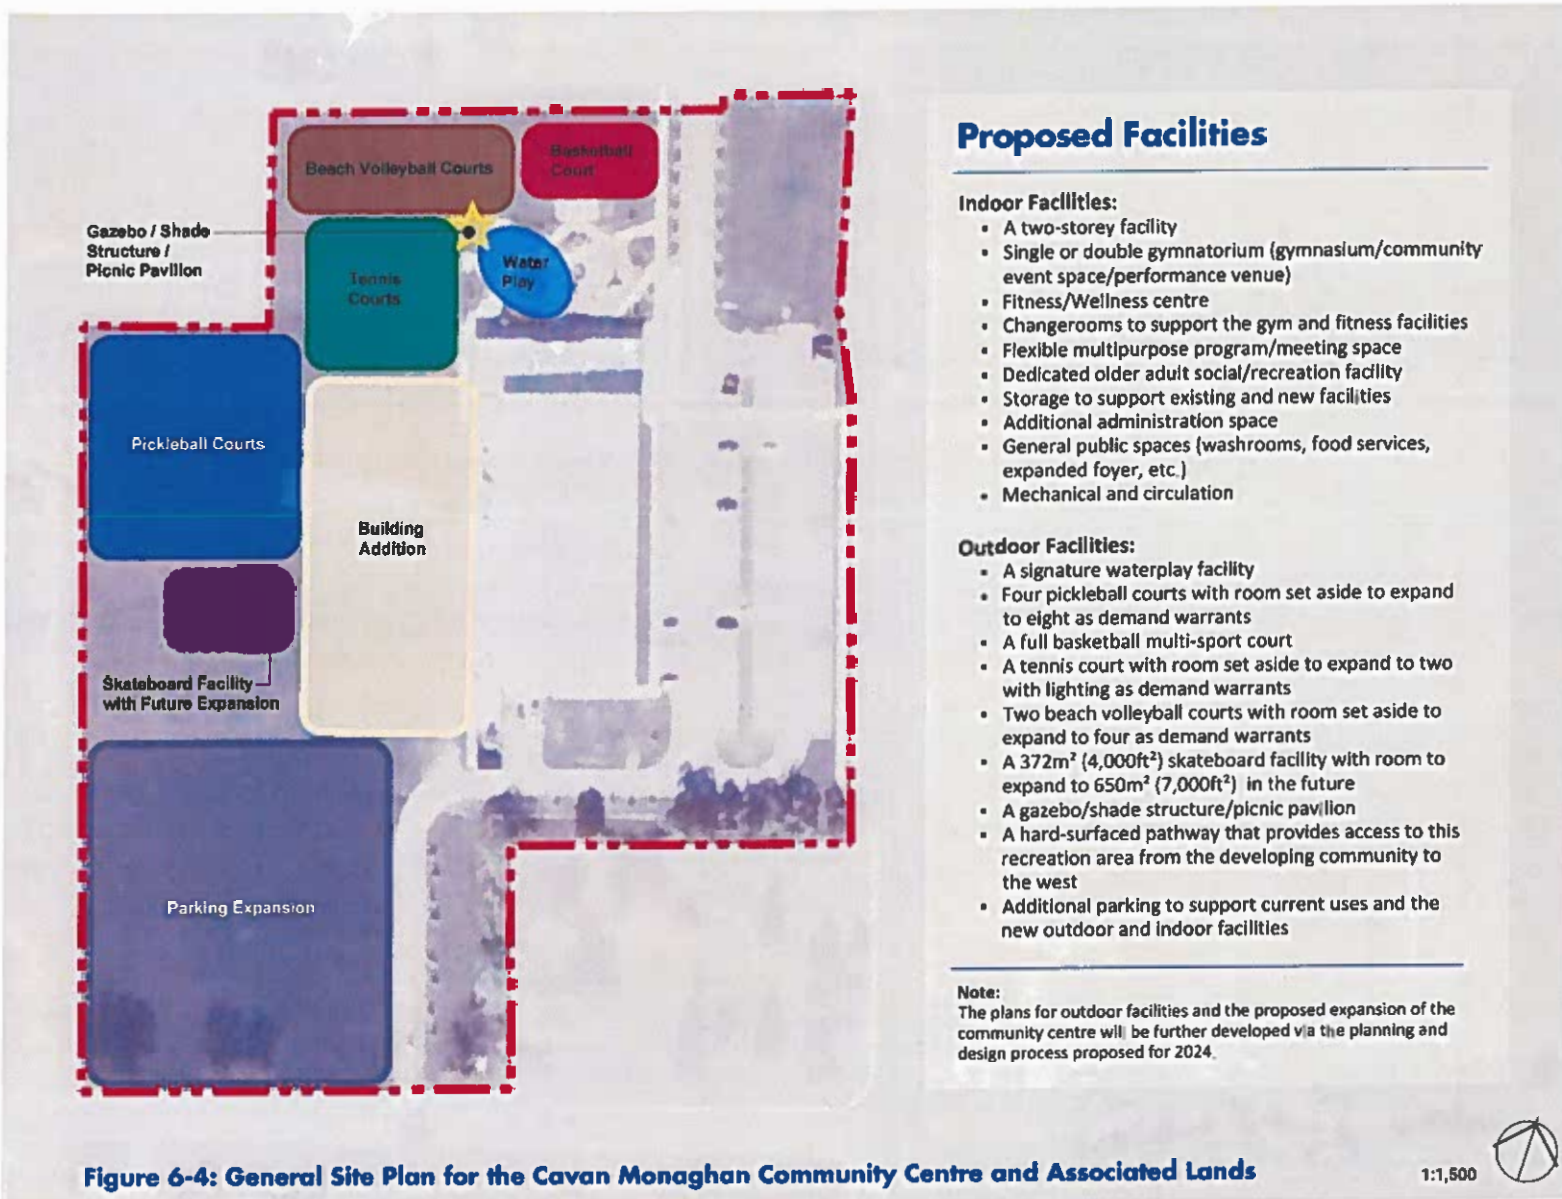 Beach Volleyball Courts
Basketball
Court
Gazebo / Shade
Structure /
Picnic Pavilion
Water
Play
Tennis
Courts
Pickleball Courts
Building
Addition
Skateboard Facility
with Future Expansion
Parking Expansion
Proposed Facilities
Indoor Facilities:
▪ A two-storey facility
▪ Single or double gymnatorium (gymnasium/community
event space/performance venue)
▪ Fitness/Wellness centre
▪ Changerooms to support the gym and fitness facilities
▪ Flexible multipurpose program/meeting space
▪ Dedicated older adult social/recreation facility
▪ Storage to support existing and new facilities
▪ Additional administration space
▪ General public spaces (washrooms, food services,
expanded foyer, etc.)
▪ Mechanical and circulation
Outdoor Facilities:
▪ A signature waterplay facility
▪ Four pickleball courts with room set aside to expand
to eight as demand warrants
▪ A full basketball multi-sport court
▪ A tennis court with room set aside to expand to two
with lighting as demand warrants
▪ Two beach volleyball courts with room set aside to
expand to four as demand warrants
▪ A 372m² (4,000ft²) skateboard facility with room to
expand to 650m² (7,000ft²) in the future
▪ A gazebo/shade structure/picnic pavilion
▪ A hard-surfaced pathway that provides access to this
recreation area from the developing community to
the west
▪ Additional parking to support current uses and the
new outdoor and indoor facilities
Note:
The plans for outdoor facilities and the proposed expansion of the
community centre will be further developed via the planning and
design process proposed for 2024.
Figure 6-4: General Site Plan for the Cavan Monaghan Community Centre and Associated Lands
1:1,500